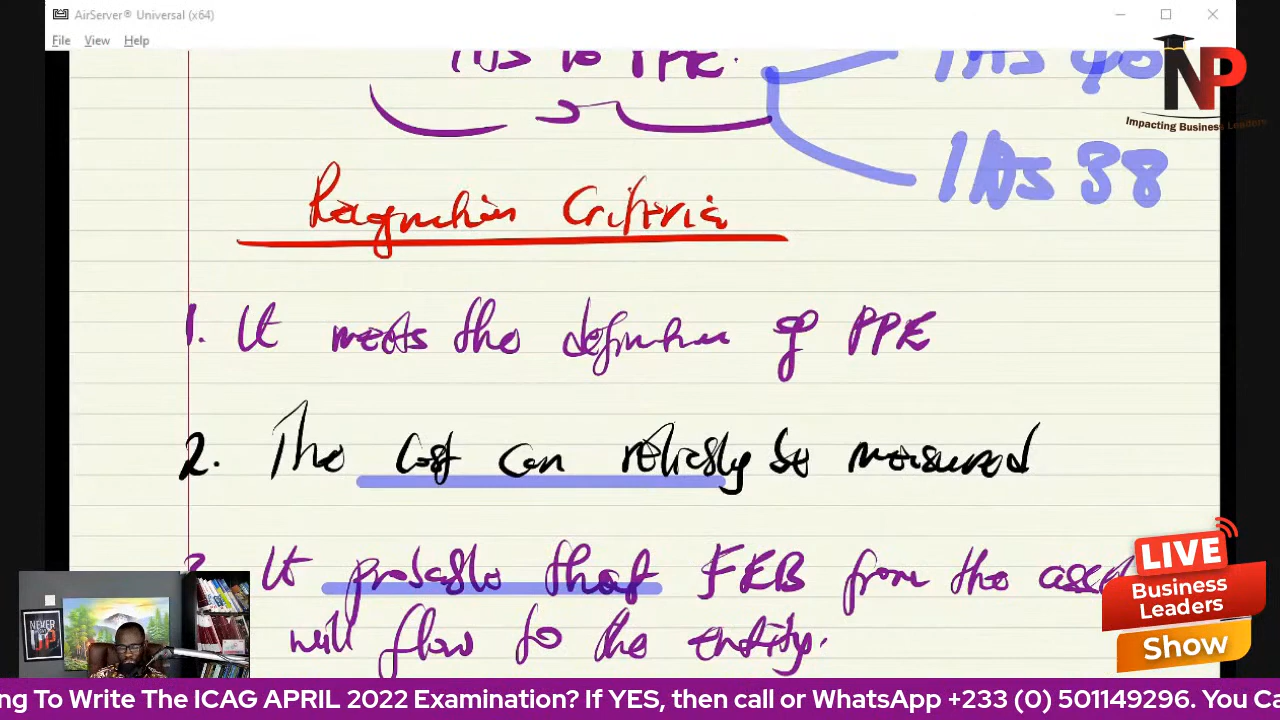 AirServer® Universal (x64)
File View Help
IAS 16 PPE.
IAS 40
NP
Impacting Business Leaders
IAS 38
Recognition Criteria
1. It meets the definition of PPE
2. The Cost can reliably be measured
3. It probable that FEB from the asset
will flow to the entity.
NEVER
UP
LIVE
Business
Leaders
Show
ng To Write The ICAG APRIL 2022 Examination? If YES, then call or WhatsApp +233 (0) 501149296. You Ca